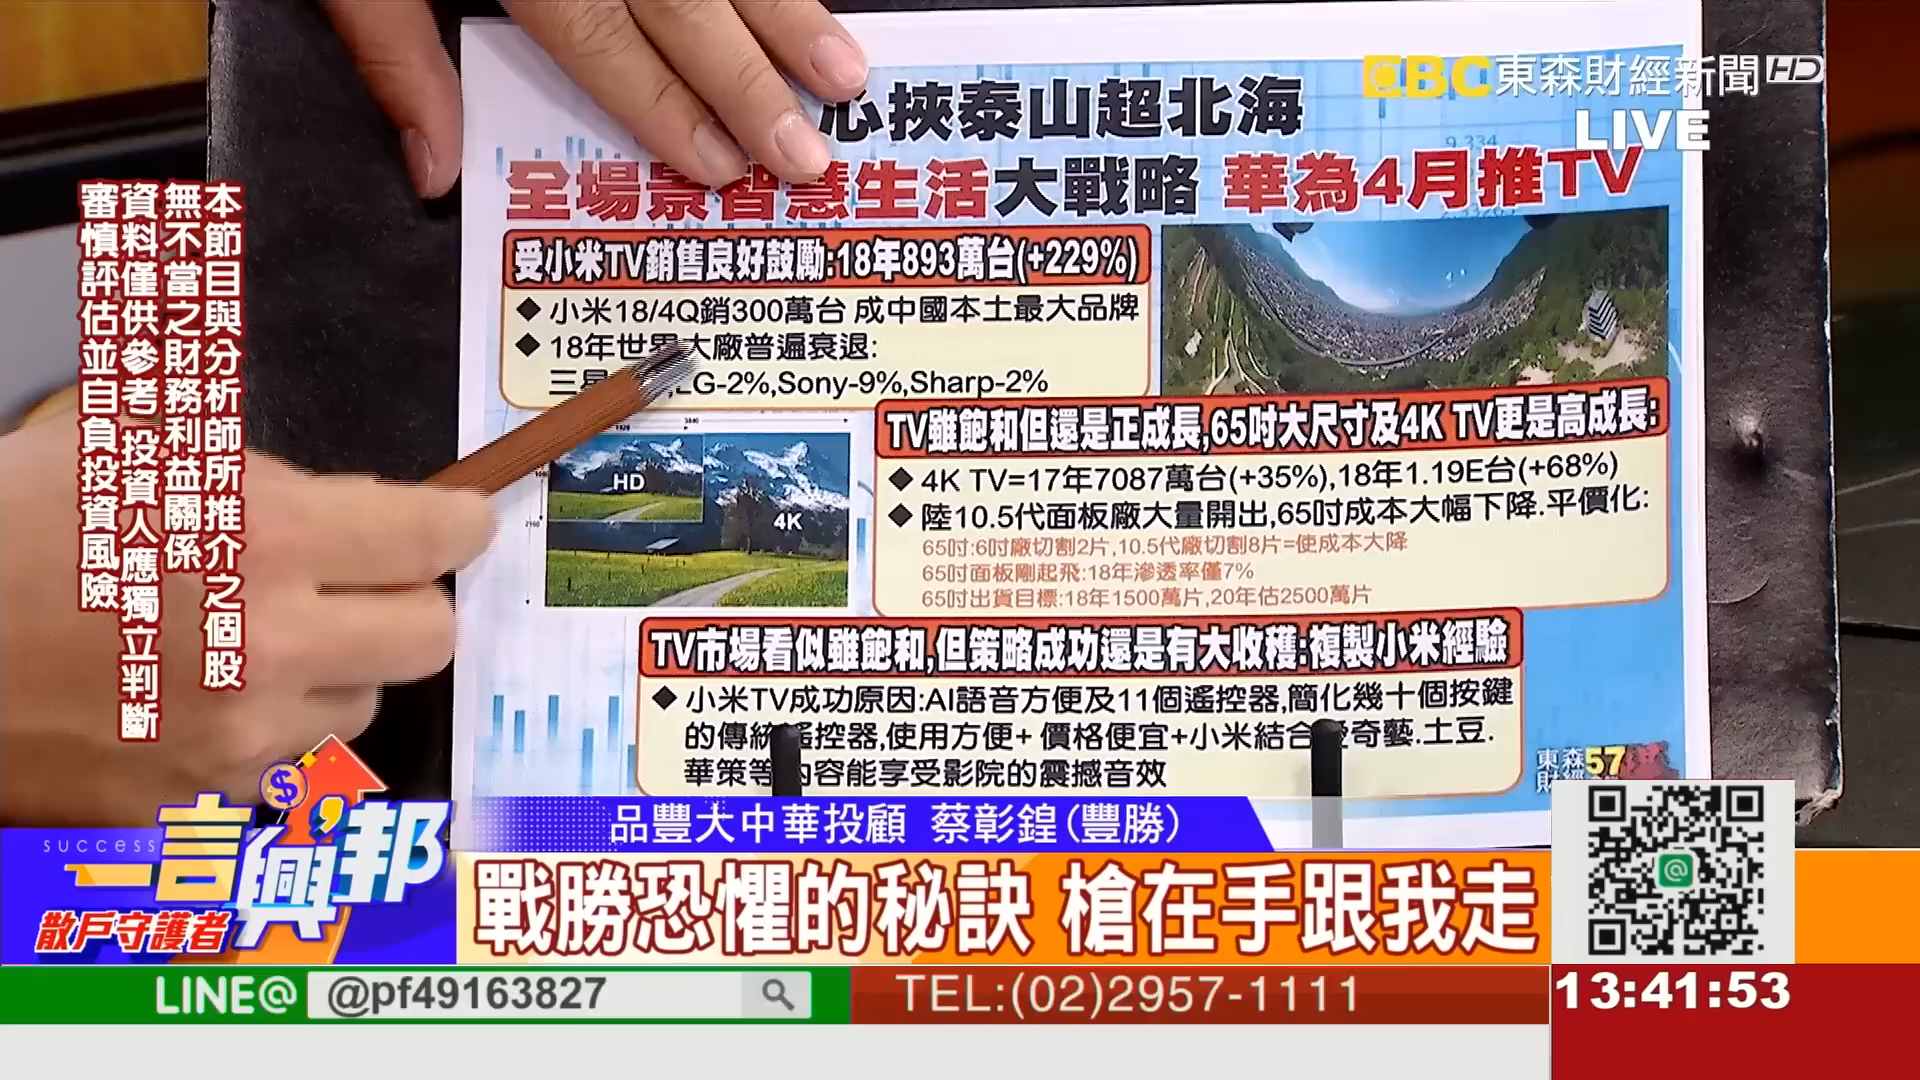 EBC東森財經新聞HD
LIVE
心挾泰山超北海
全場景智慧生活大戰略 華為4月推TV
9,334
受小米TV銷售良好鼓勵:18年893萬台(+229%)
◆ 小米18/4Q銷300萬台 成中國本土最大品牌
◆ 18年世界大廠普遍衰退:
三星 ,LG-2%,Sony-9%,Sharp-2%
3840
1920
HD
4K
2160
TV雖飽和但還是正成長,65吋大尺寸及4K TV更是高成長:
◆ 4K TV=17年7087萬台(+35%),18年1.19E台(+68%)
◆ 陸10.5代面板廠大量開出,65吋成本大幅下降.平價化:
65吋:6吋廠切割2片,10.5代廠切割8片=使成本大降
65吋面板剛起飛:18年滲透率僅7%
65吋出貨目標:18年1500萬片,20年估2500萬片
TV市場看似雖飽和,但策略成功還是有大收穫:複製小米經驗
◆ 小米TV成功原因:AI語音方便及11個遙控器,簡化幾十個按鍵
的傳統遙控器,使用方便+價格便宜+小米結合愛奇藝.土豆.
華策等內容能享受影院的震撼音效
東森財經57
本節目與分析師所推介之個股
無不當之財務利益關係
資料僅供參考 投資人應獨立判斷
審慎評估並自負投資風險
success
一言興邦
散戶守護者
品豐大中華投顧 蔡彰鍠(豐勝)
戰勝恐懼的秘訣 槍在手跟我走
LINE@ @pf49163827
TEL:(02)2957-1111
13:41:53